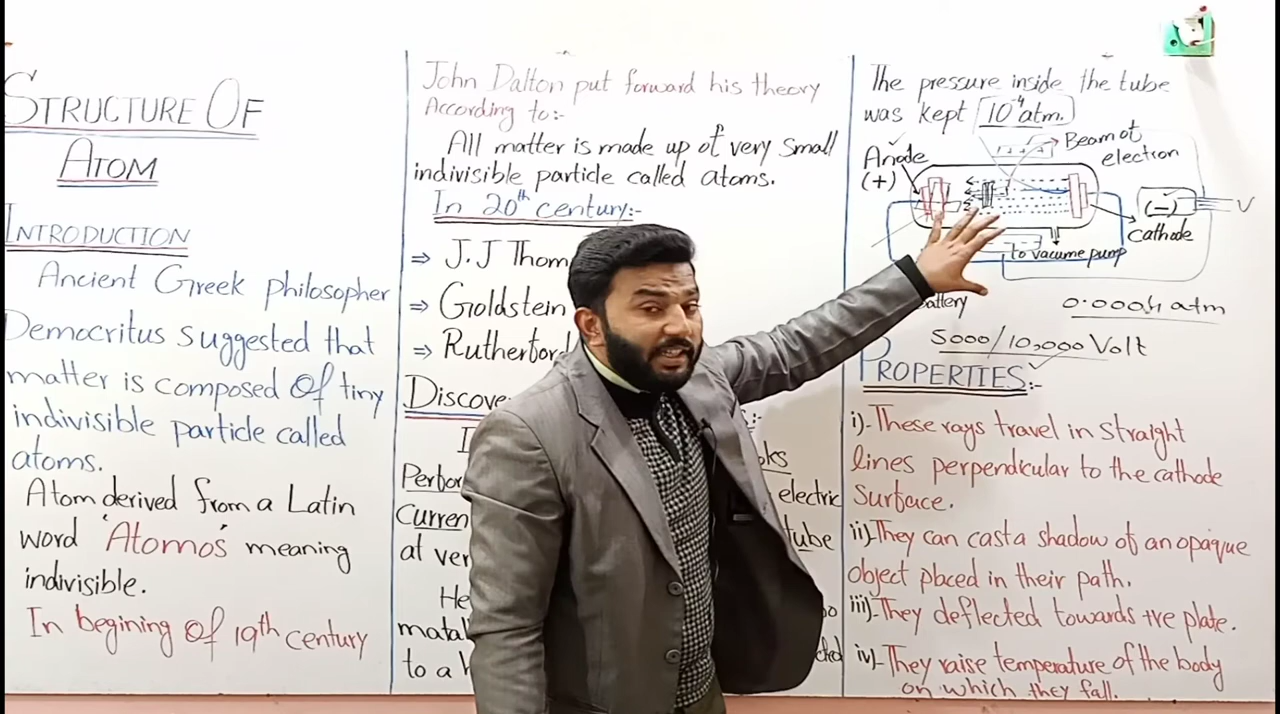 STRUCTURE OF
ATOM
INTRODUCTION
Ancient Greek philosopher
Democritus suggested that
matter is composed Of tiny
indivisible particle called
atoms.
Atom derived from a Latin
word 'Atomos' meaning
indivisible.
In begining Of 19th century
John Dalton put forward his theory
According to:-
All matter is made up of very small
indivisible particle called atoms.
In 20th century:-
⇒ J.J Thom
⇒ Goldstein
⇒ Rutherford
Discove
Perfor
electric
Curren
tube
at ver
He
matal
to a
The pressure inside the tube
was kept 10⁻⁴ atm.
Beam of
electron
Anode
(+)
(-)
V
cathode
to vacume pump
Battery
5000/10,000 Volt
PROPERTIES:-
i)- These rays travel in straight
lines perpendicular to the cathode
Surface.
ii)- They can cast a shadow of an opaque
object placed in their path.
iii)- They deflected towards +ve plate.
iv)- They raise temperature of the body
on which they fall.